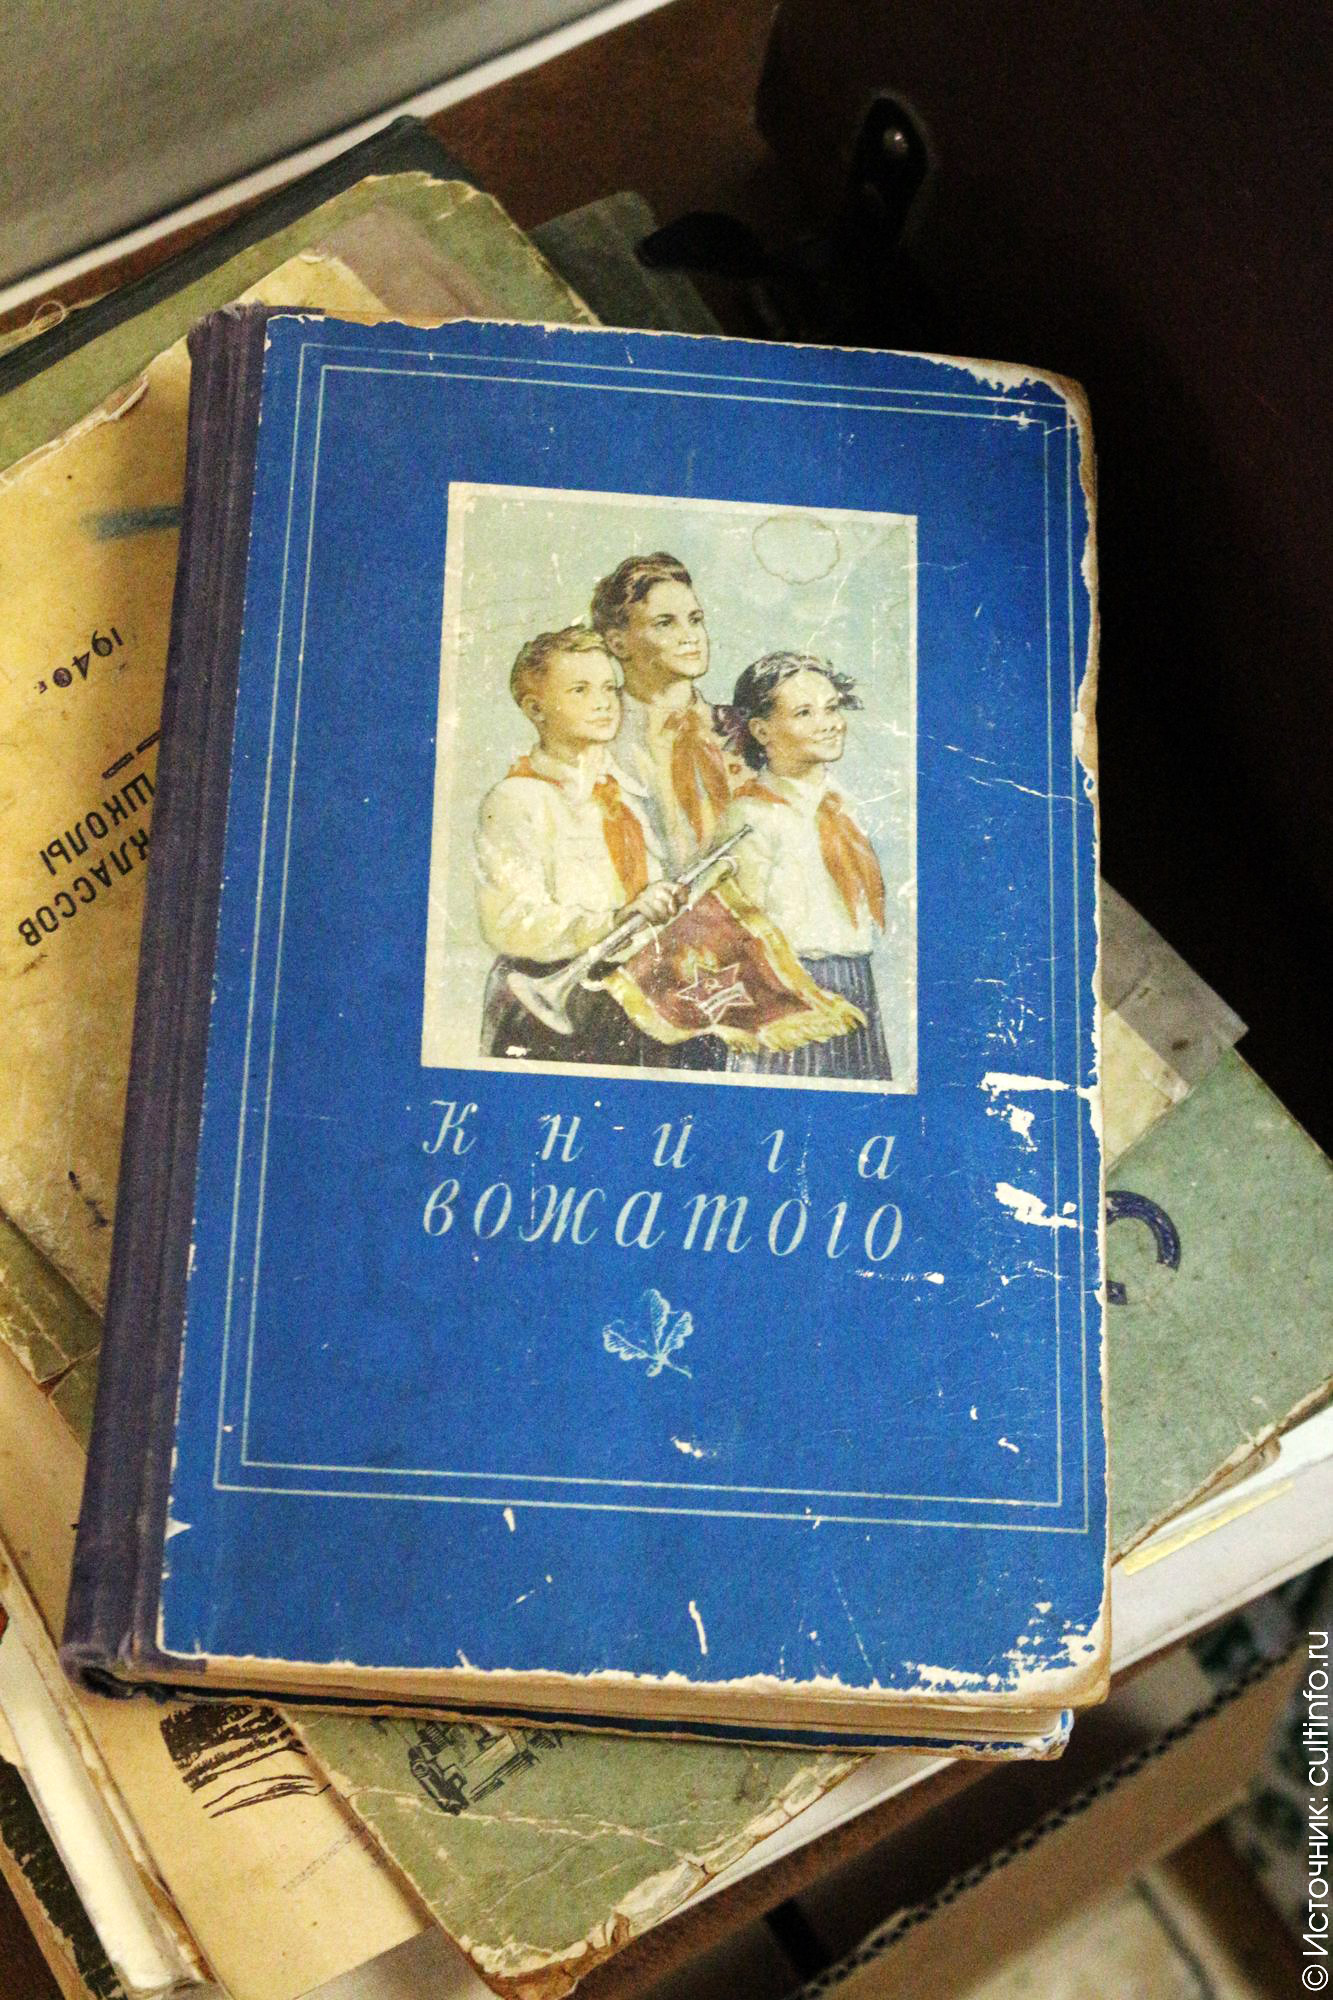 Книга
вожатого
1940 г.
ШКОЛЫ
КЛАССОВ
© Источник: cultinfo.ru